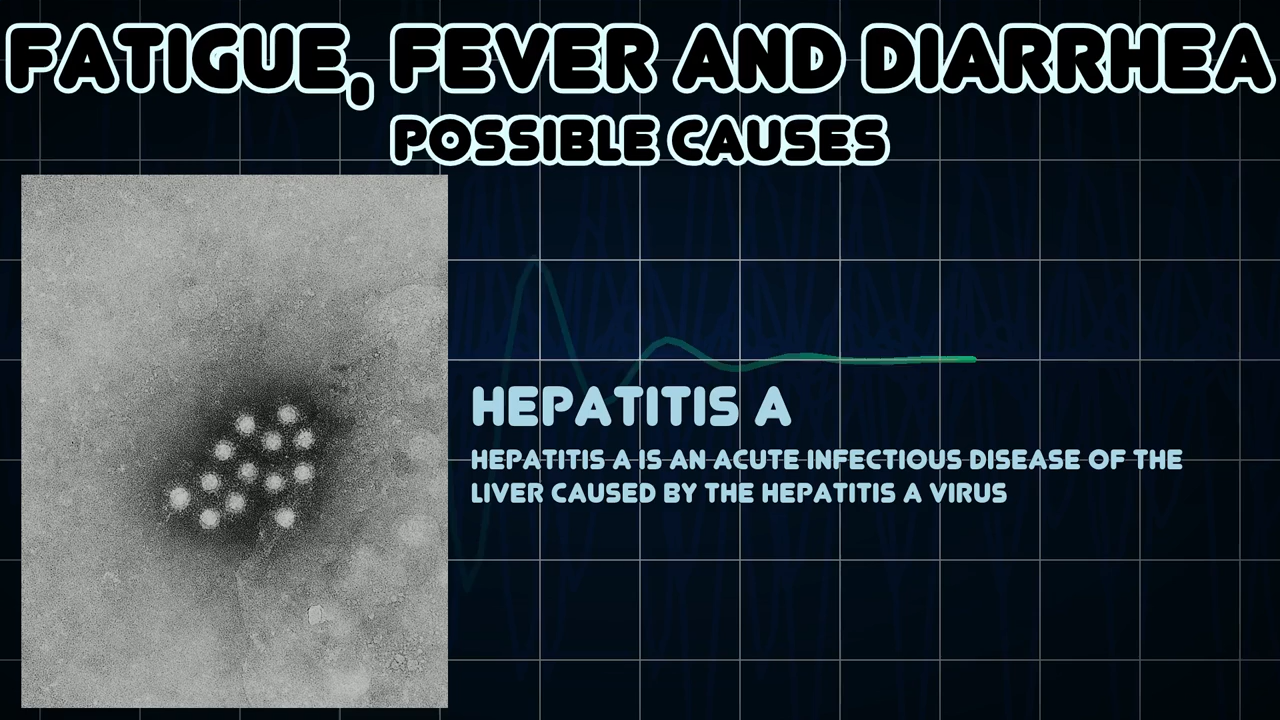 FATIGUE, FEVER AND DIARRHEA
POSSIBLE CAUSES
HEPATITIS A
HEPATITIS A IS AN ACUTE INFECTIOUS DISEASE OF THE
LIVER CAUSED BY THE HEPATITIS A VIRUS